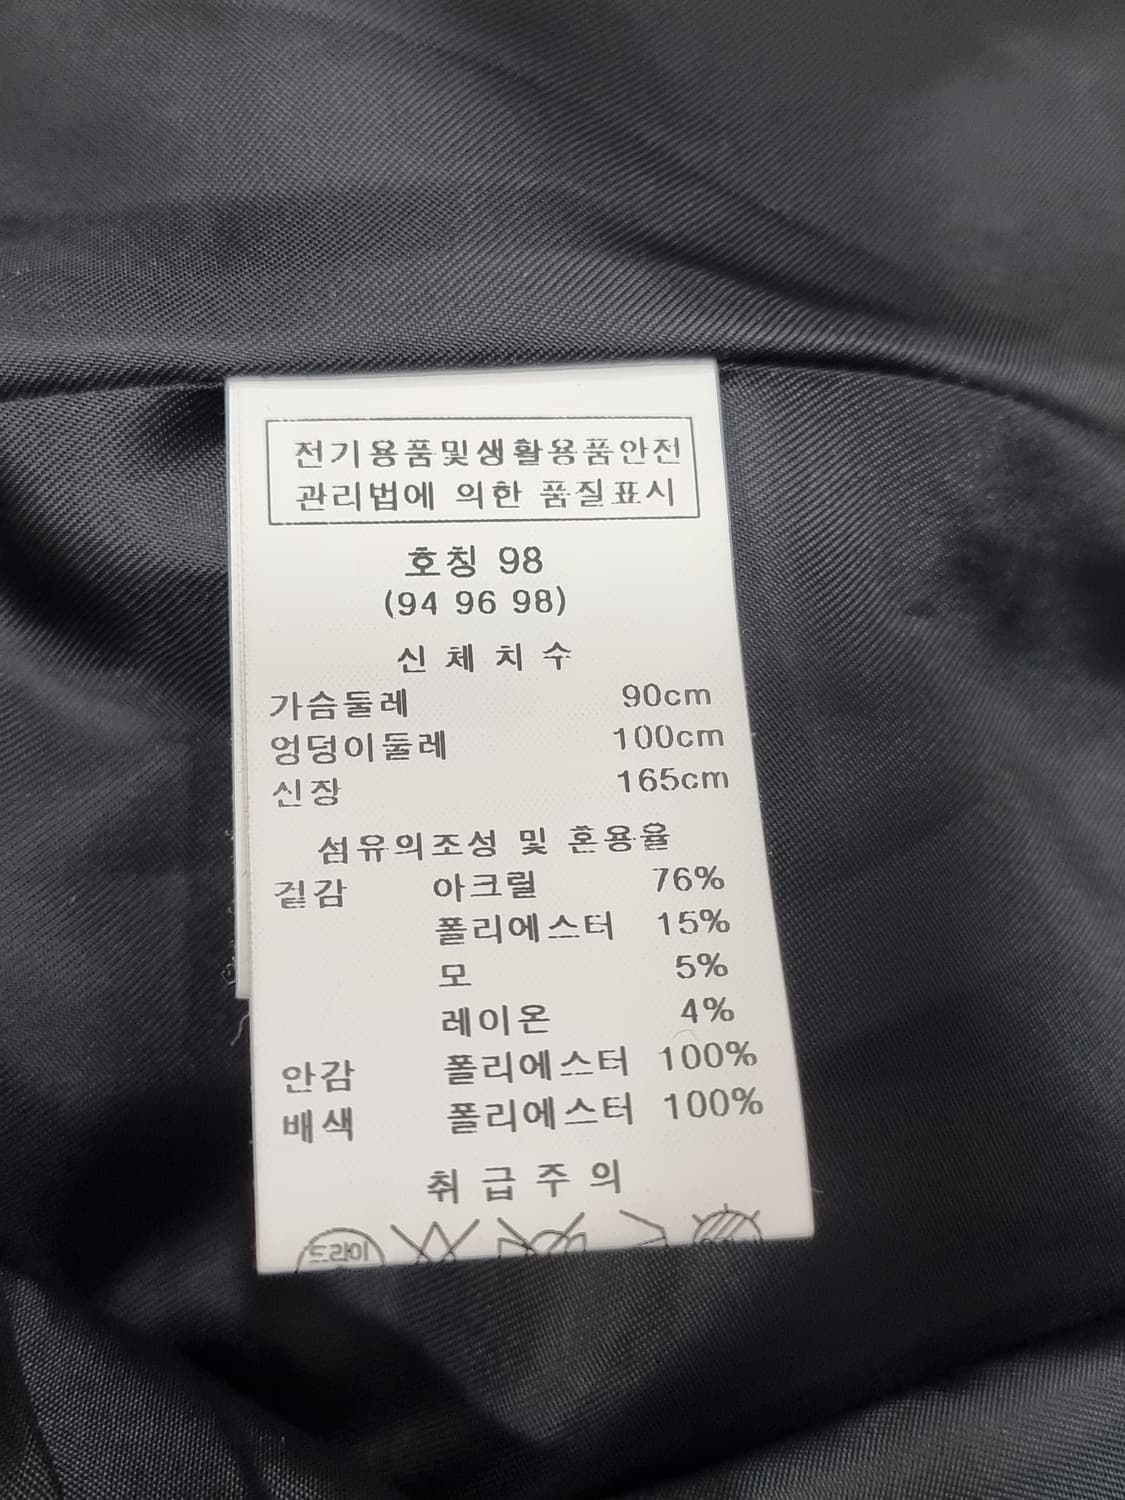 전기용품및생활용품안전
관리법에 의한 품질표시
호칭 98
(94 96 98)
신 체 치 수
가슴둘레 90cm
엉덩이둘레 100cm
신장 165cm
섬유의조성 및 혼용율
겉감 아크릴 76%
폴리에스터 15%
모 5%
레이온 4%
안감 폴리에스터 100%
배색 폴리에스터 100%
취 급 주 의
드라이